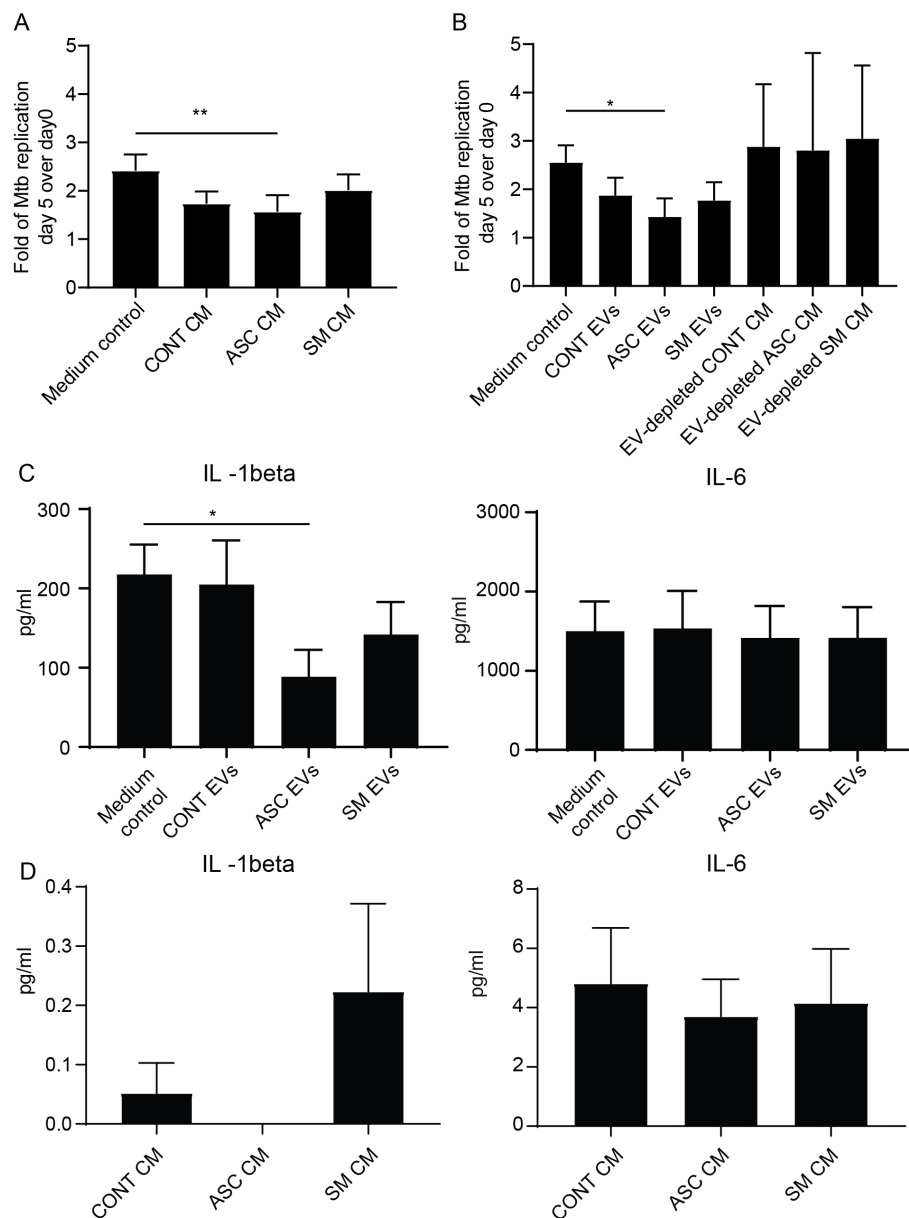 A
Fold of Mtb replication
day 5 over day0
5
4
3
2
1
0
**
Medium control
CONT CM
ASC CM
SM CM
B
Fold of Mtb replication
day 5 over day 0
5
4
3
2
1
0
*
Medium control
CONT EVs
ASC EVs
SM EVs
EV-depleted CONT CM
EV-depleted ASC CM
EV-depleted SM CM
C
IL -1beta
pg/ml
300
200
100
0
*
Medium
control
CONT EVs
ASC EVs
SM EVs
IL-6
pg/ml
3000
2000
1000
0
Medium
control
CONT EVs
ASC EVs
SM EVs
D
IL -1beta
pg/ml
0.4
0.3
0.2
0.1
0.0
CONT CM
ASC CM
SM CM
IL-6
pg/ml
8
6
4
2
0
CONT CM
ASC CM
SM CM